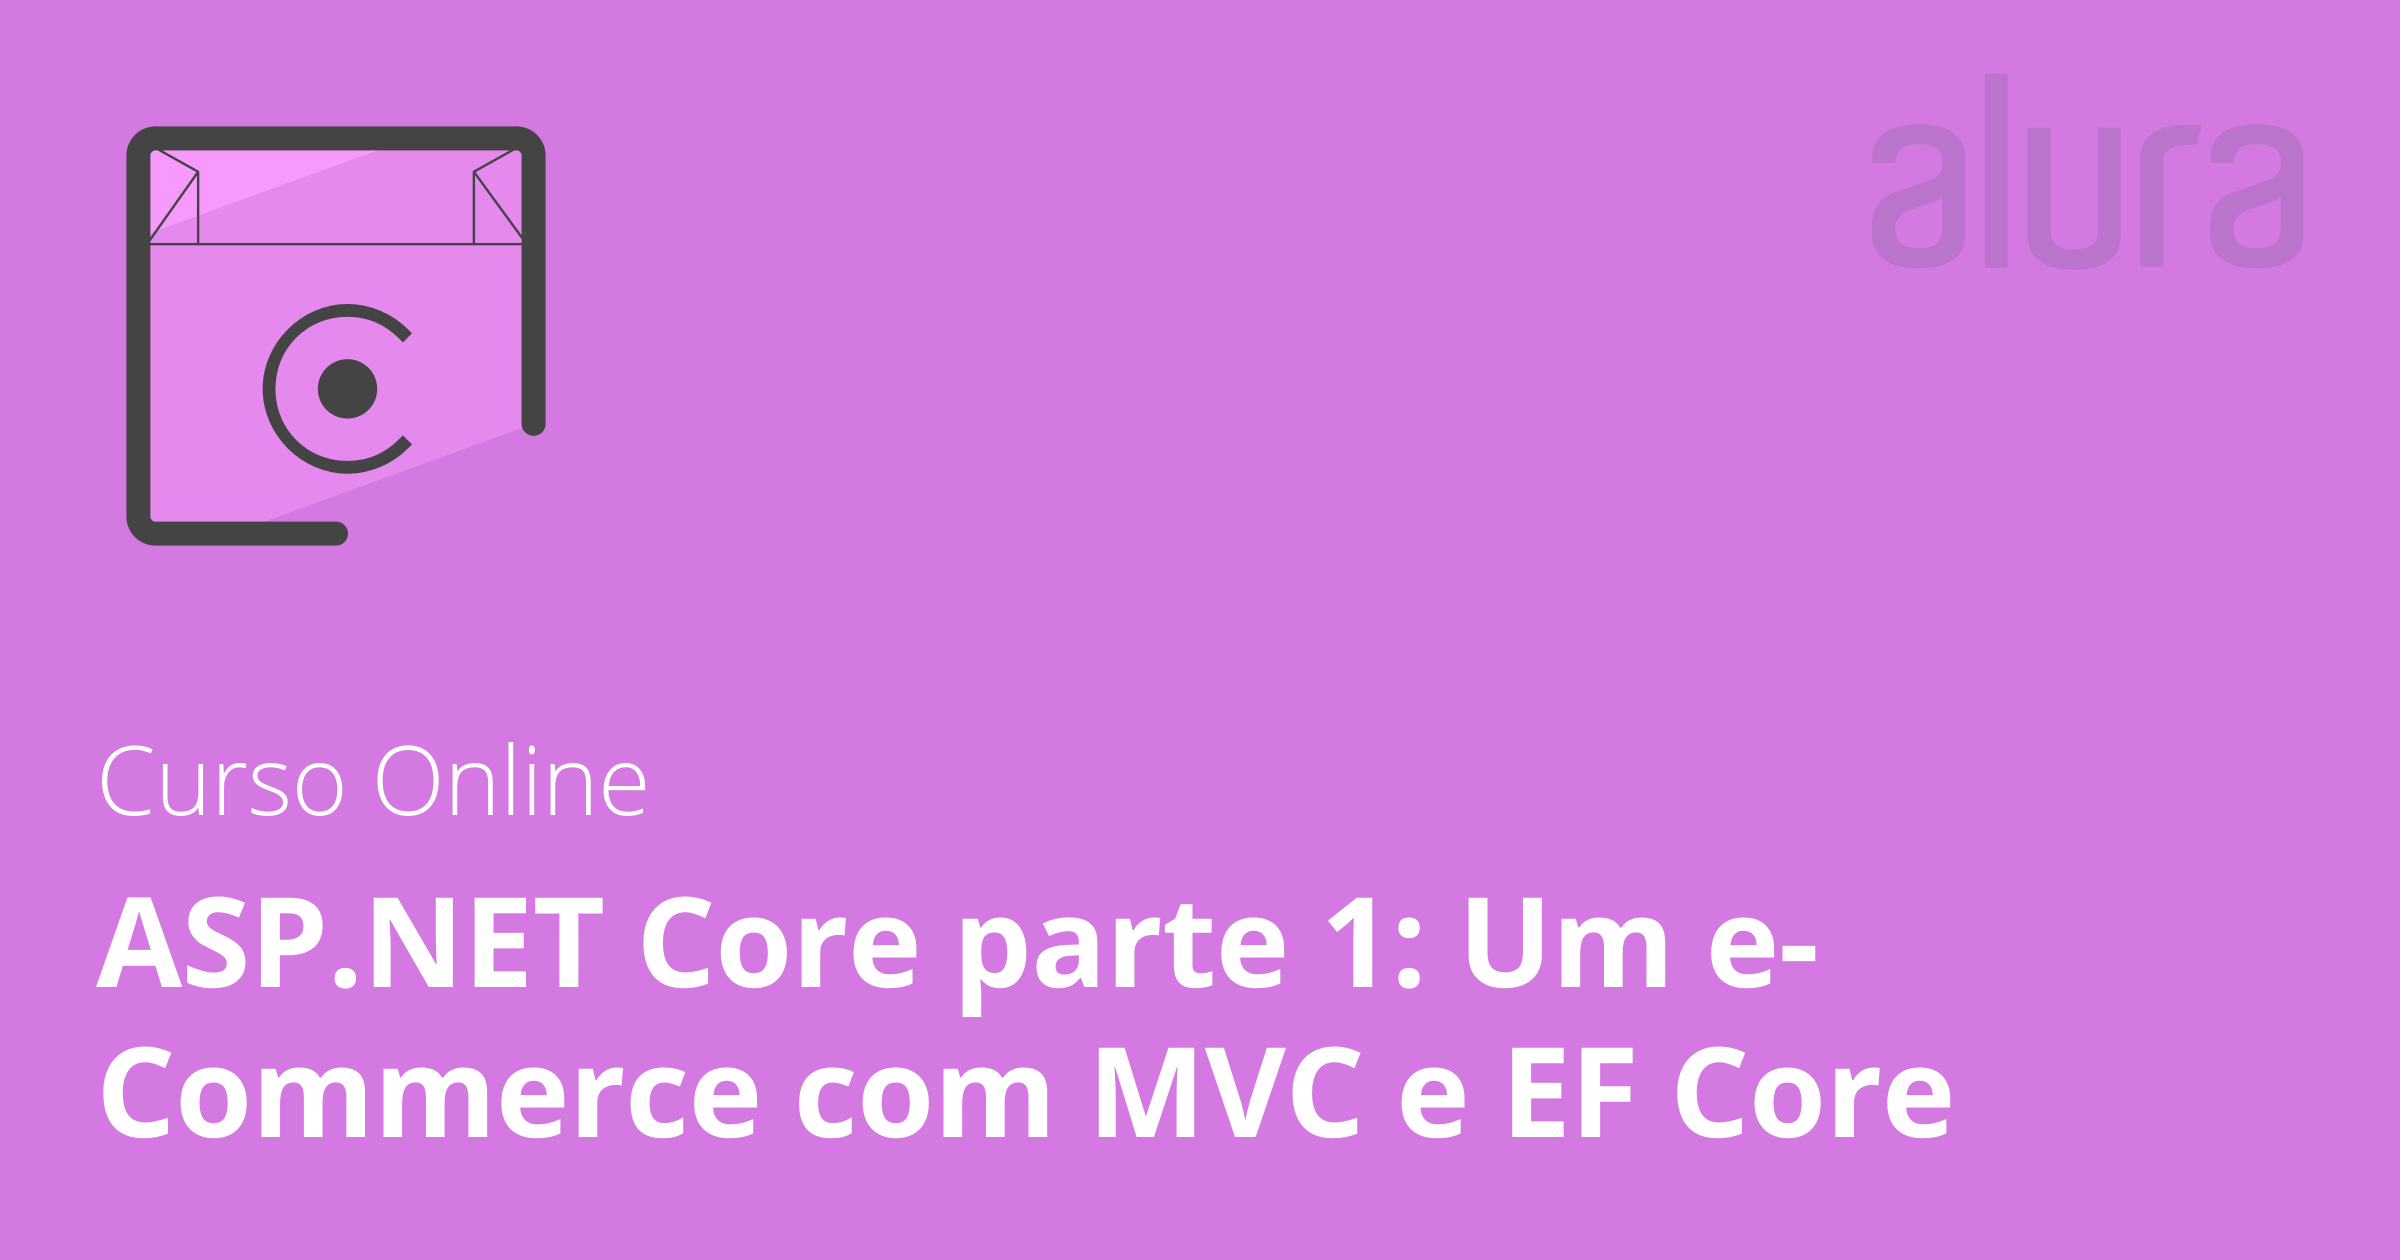 alura
Curso Online
ASP.NET Core parte 1: Um e-
Commerce com MVC e EF Core